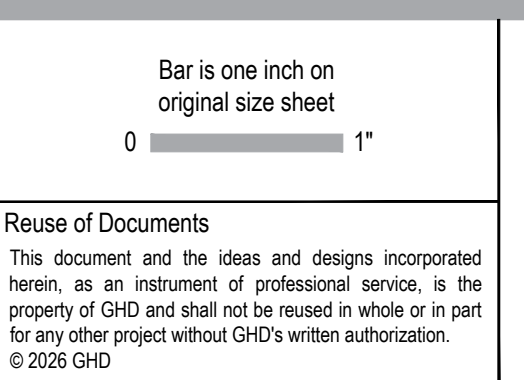 Bar is one inch on
original size sheet
0 1"
Reuse of Documents
This document and the ideas and designs incorporated
herein, as an instrument of professional service, is the
property of GHD and shall not be reused in whole or in part
for any other project without GHD's written authorization.
© 2026 GHD